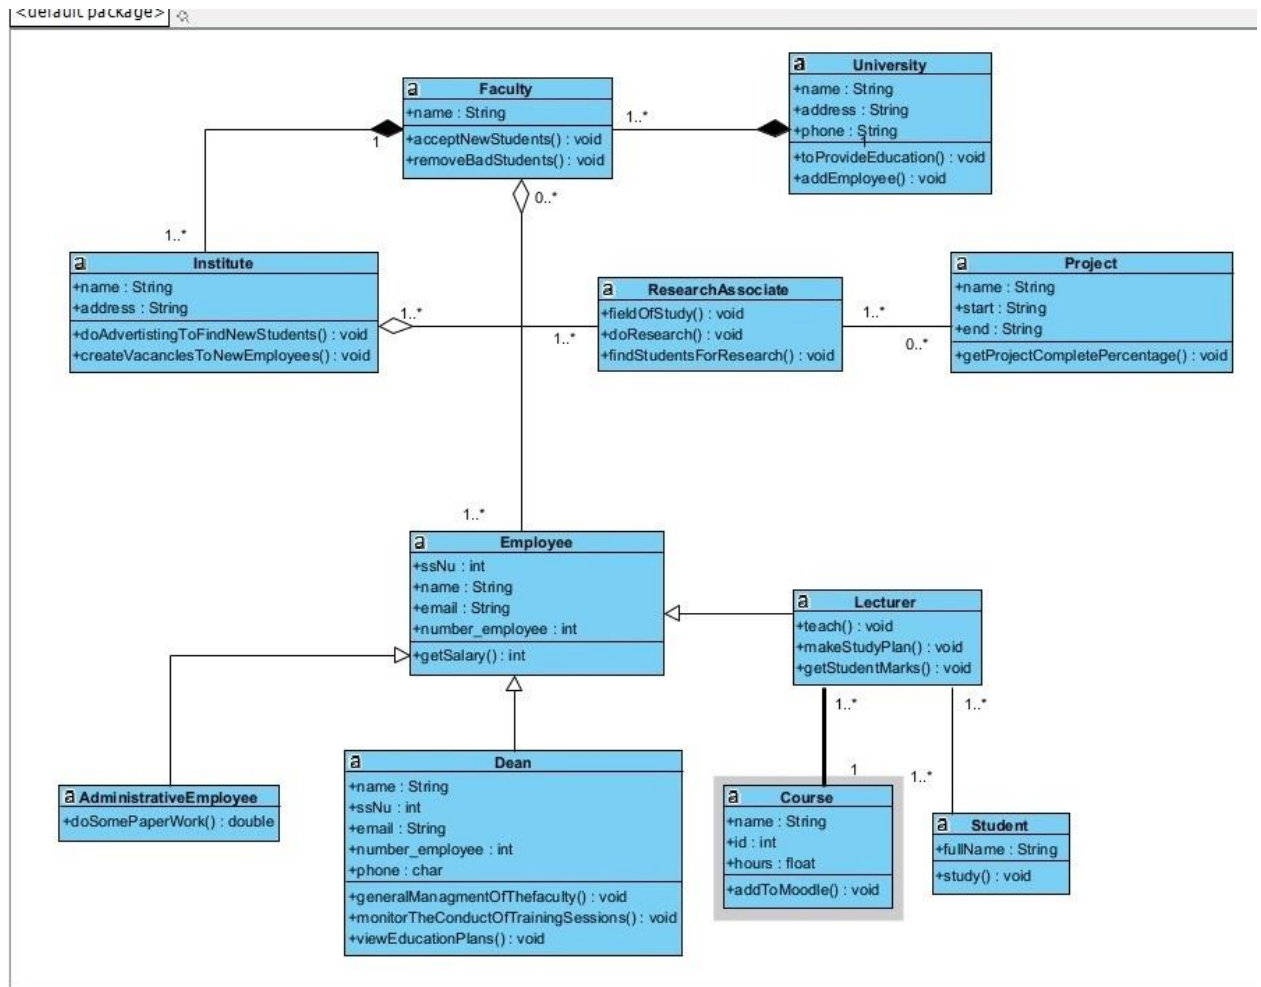 <default package>
a Faculty
+name : String
+acceptNewStudents() : void
+removeBadStudents() : void
a University
+name : String
+address : String
+phone : String
+toProvideEducation() : void
+addEmployee() : void
1
1..*
1
0..*
1..*
a Institute
+name : String
+address : String
+doAdvertistingToFindNewStudents() : void
+createVacanclesToNewEmployees() : void
1..*
1..*
a ResearchAssociate
+fieldOfStudy() : void
+doResearch() : void
+findStudentsForResearch() : void
1..*
0..*
a Project
+name : String
+start : String
+end : String
+getProjectCompletePercentage() : void
1..*
a Employee
+ssNu : int
+name : String
+email : String
+number_employee : int
+getSalary() : int
a Lecturer
+teach() : void
+makeStudyPlan() : void
+getStudentMarks() : void
1..*
1..*
1
1..*
a AdministrativeEmployee
+doSomePaperWork() : double
a Dean
+name : String
+ssNu : int
+email : String
+number_employee : int
+phone : char
+generalManagmentOfThefaculty() : void
+monitorTheConductOfTrainingSessions() : void
+viewEducationPlans() : void
a Course
+name : String
+id : int
+hours : float
+addToMoodle() : void
a Student
+fullName : String
+study() : void